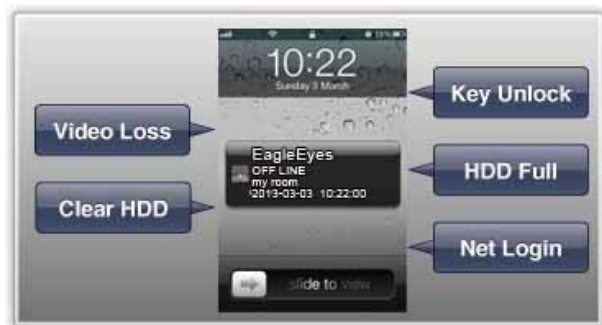 10:22
Sunday 3 March
Key Unlock
Video Loss
EagleEyes
OFF LINE
my room
2013-03-03 10:22:00
HDD Full
Clear HDD
Net Login
slide to view